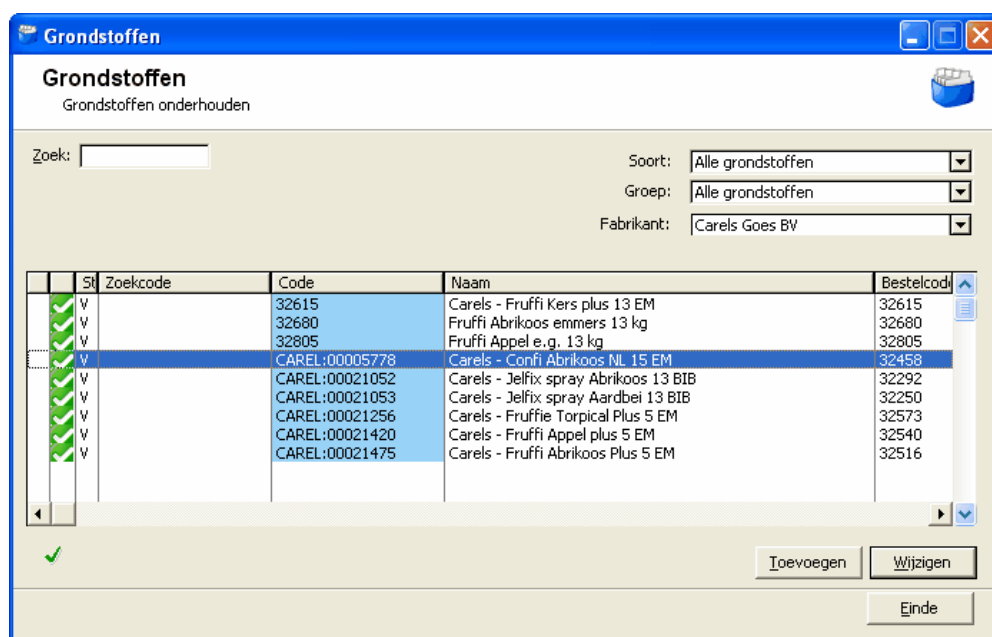 Grondstoffen
Grondstoffen
Grondstoffen onderhouden
Zoek:
Soort: Alle grondstoffen
Groep: Alle grondstoffen
Fabrikant: Carels Goes BV
St Zoekcode Code Naam Bestelcod
V 32615 Carels - Fruffi Kers plus 13 EM 32615
V 32680 Fruffi Abrikoos emmers 13 kg 32680
V 32805 Fruffi Appel e.g. 13 kg 32805
V CAREL:00005778 Carels - Confi Abrikoos NL 15 EM 32458
V CAREL:00021052 Carels - Jelfix spray Abrikoos 13 BIB 32292
V CAREL:00021053 Carels - Jelfix spray Aardbei 13 BIB 32250
V CAREL:00021256 Carels - Fruffie Torpical Plus 5 EM 32573
V CAREL:00021420 Carels - Fruffi Appel plus 5 EM 32540
V CAREL:00021475 Carels - Fruffi Abrikoos Plus 5 EM 32516
Toevoegen Wijzigen
Einde